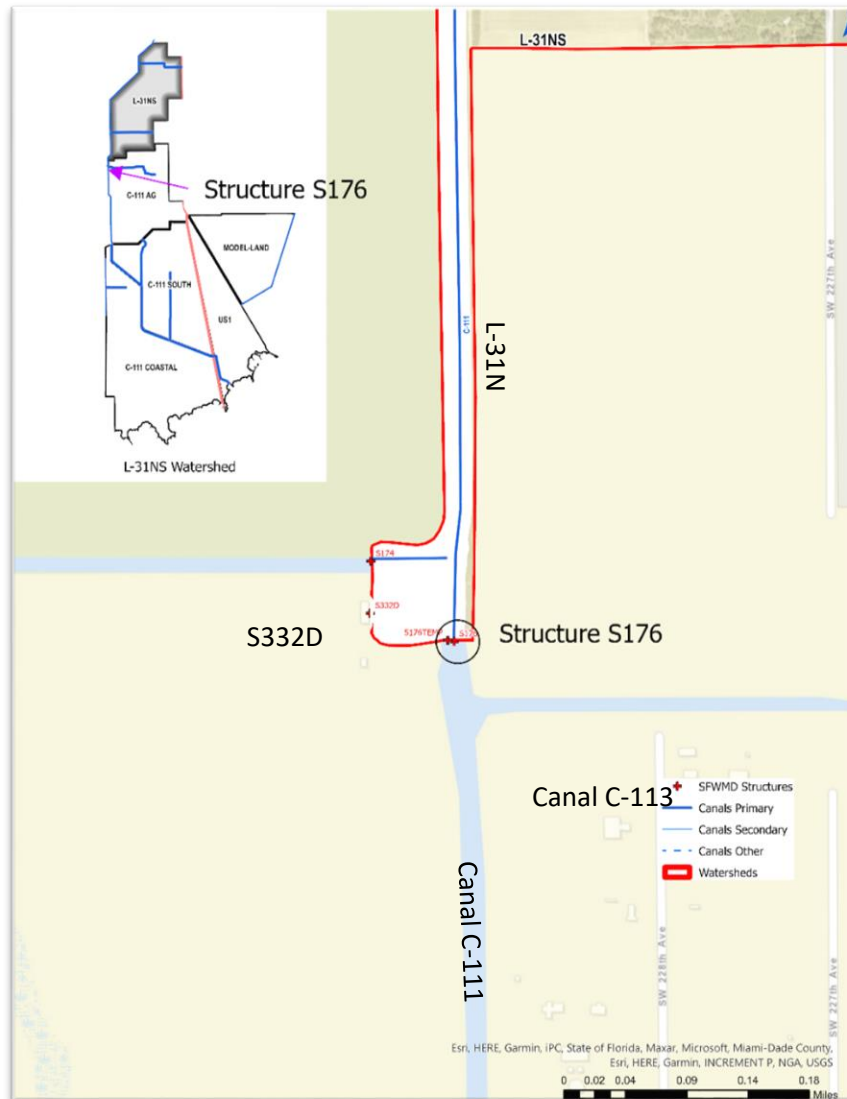 L-31NS
L-31NS
Structure S176
C-111 AG
MODEL-LAND
C-111 SOUTH
US1
C-111 COASTAL
L-31NS Watershed
SW 227th Ave
C-111
L-31N
S174
S332D
S332D
S176TEMP
Structure S176
Canal C-113
SFWMD Structures
Canals Primary
Canals Secondary
Canals Other
Watersheds
Canal C-111
SW 228th Ave
SW 227th Ave
Esri, HERE, Garmin, iPC, State of Florida, Maxar, Microsoft, Miami-Dade County,
Esri, HERE, Garmin, INCREMENT P, NGA, USGS
0 0.02 0.04 0.09 0.14 0.18
Miles